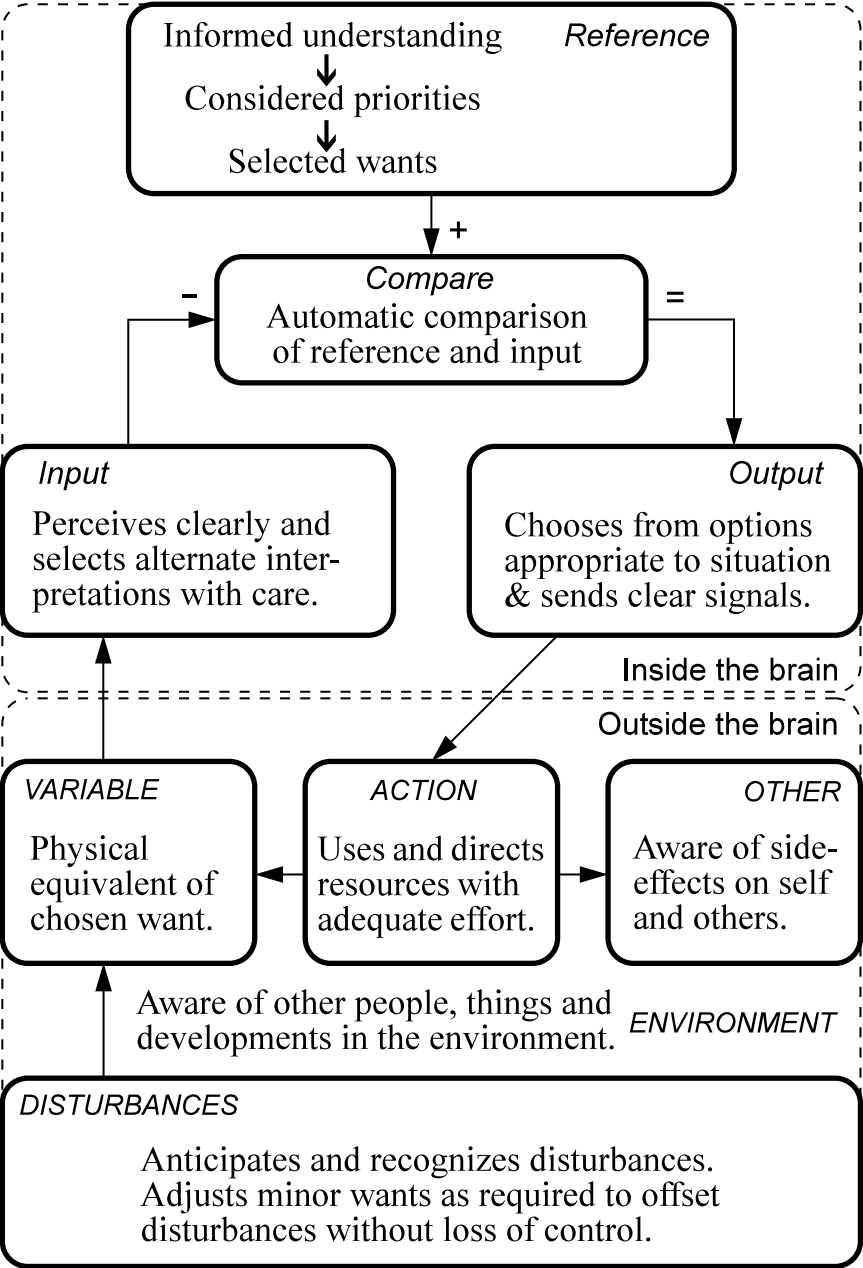 Reference
Informed understanding
Considered priorities
Selected wants
+
Compare
Automatic comparison
of reference and input
-
=
Input
Perceives clearly and
selects alternate inter-
pretations with care.
Output
Chooses from options
appropriate to situation
& sends clear signals.
Inside the brain
Outside the brain
VARIABLE
Physical
equivalent of
chosen want.
ACTION
Uses and directs
resources with
adequate effort.
OTHER
Aware of side-
effects on self
and others.
Aware of other people, things and
developments in the environment.
ENVIRONMENT
DISTURBANCES
Anticipates and recognizes disturbances.
Adjusts minor wants as required to offset
disturbances without loss of control.